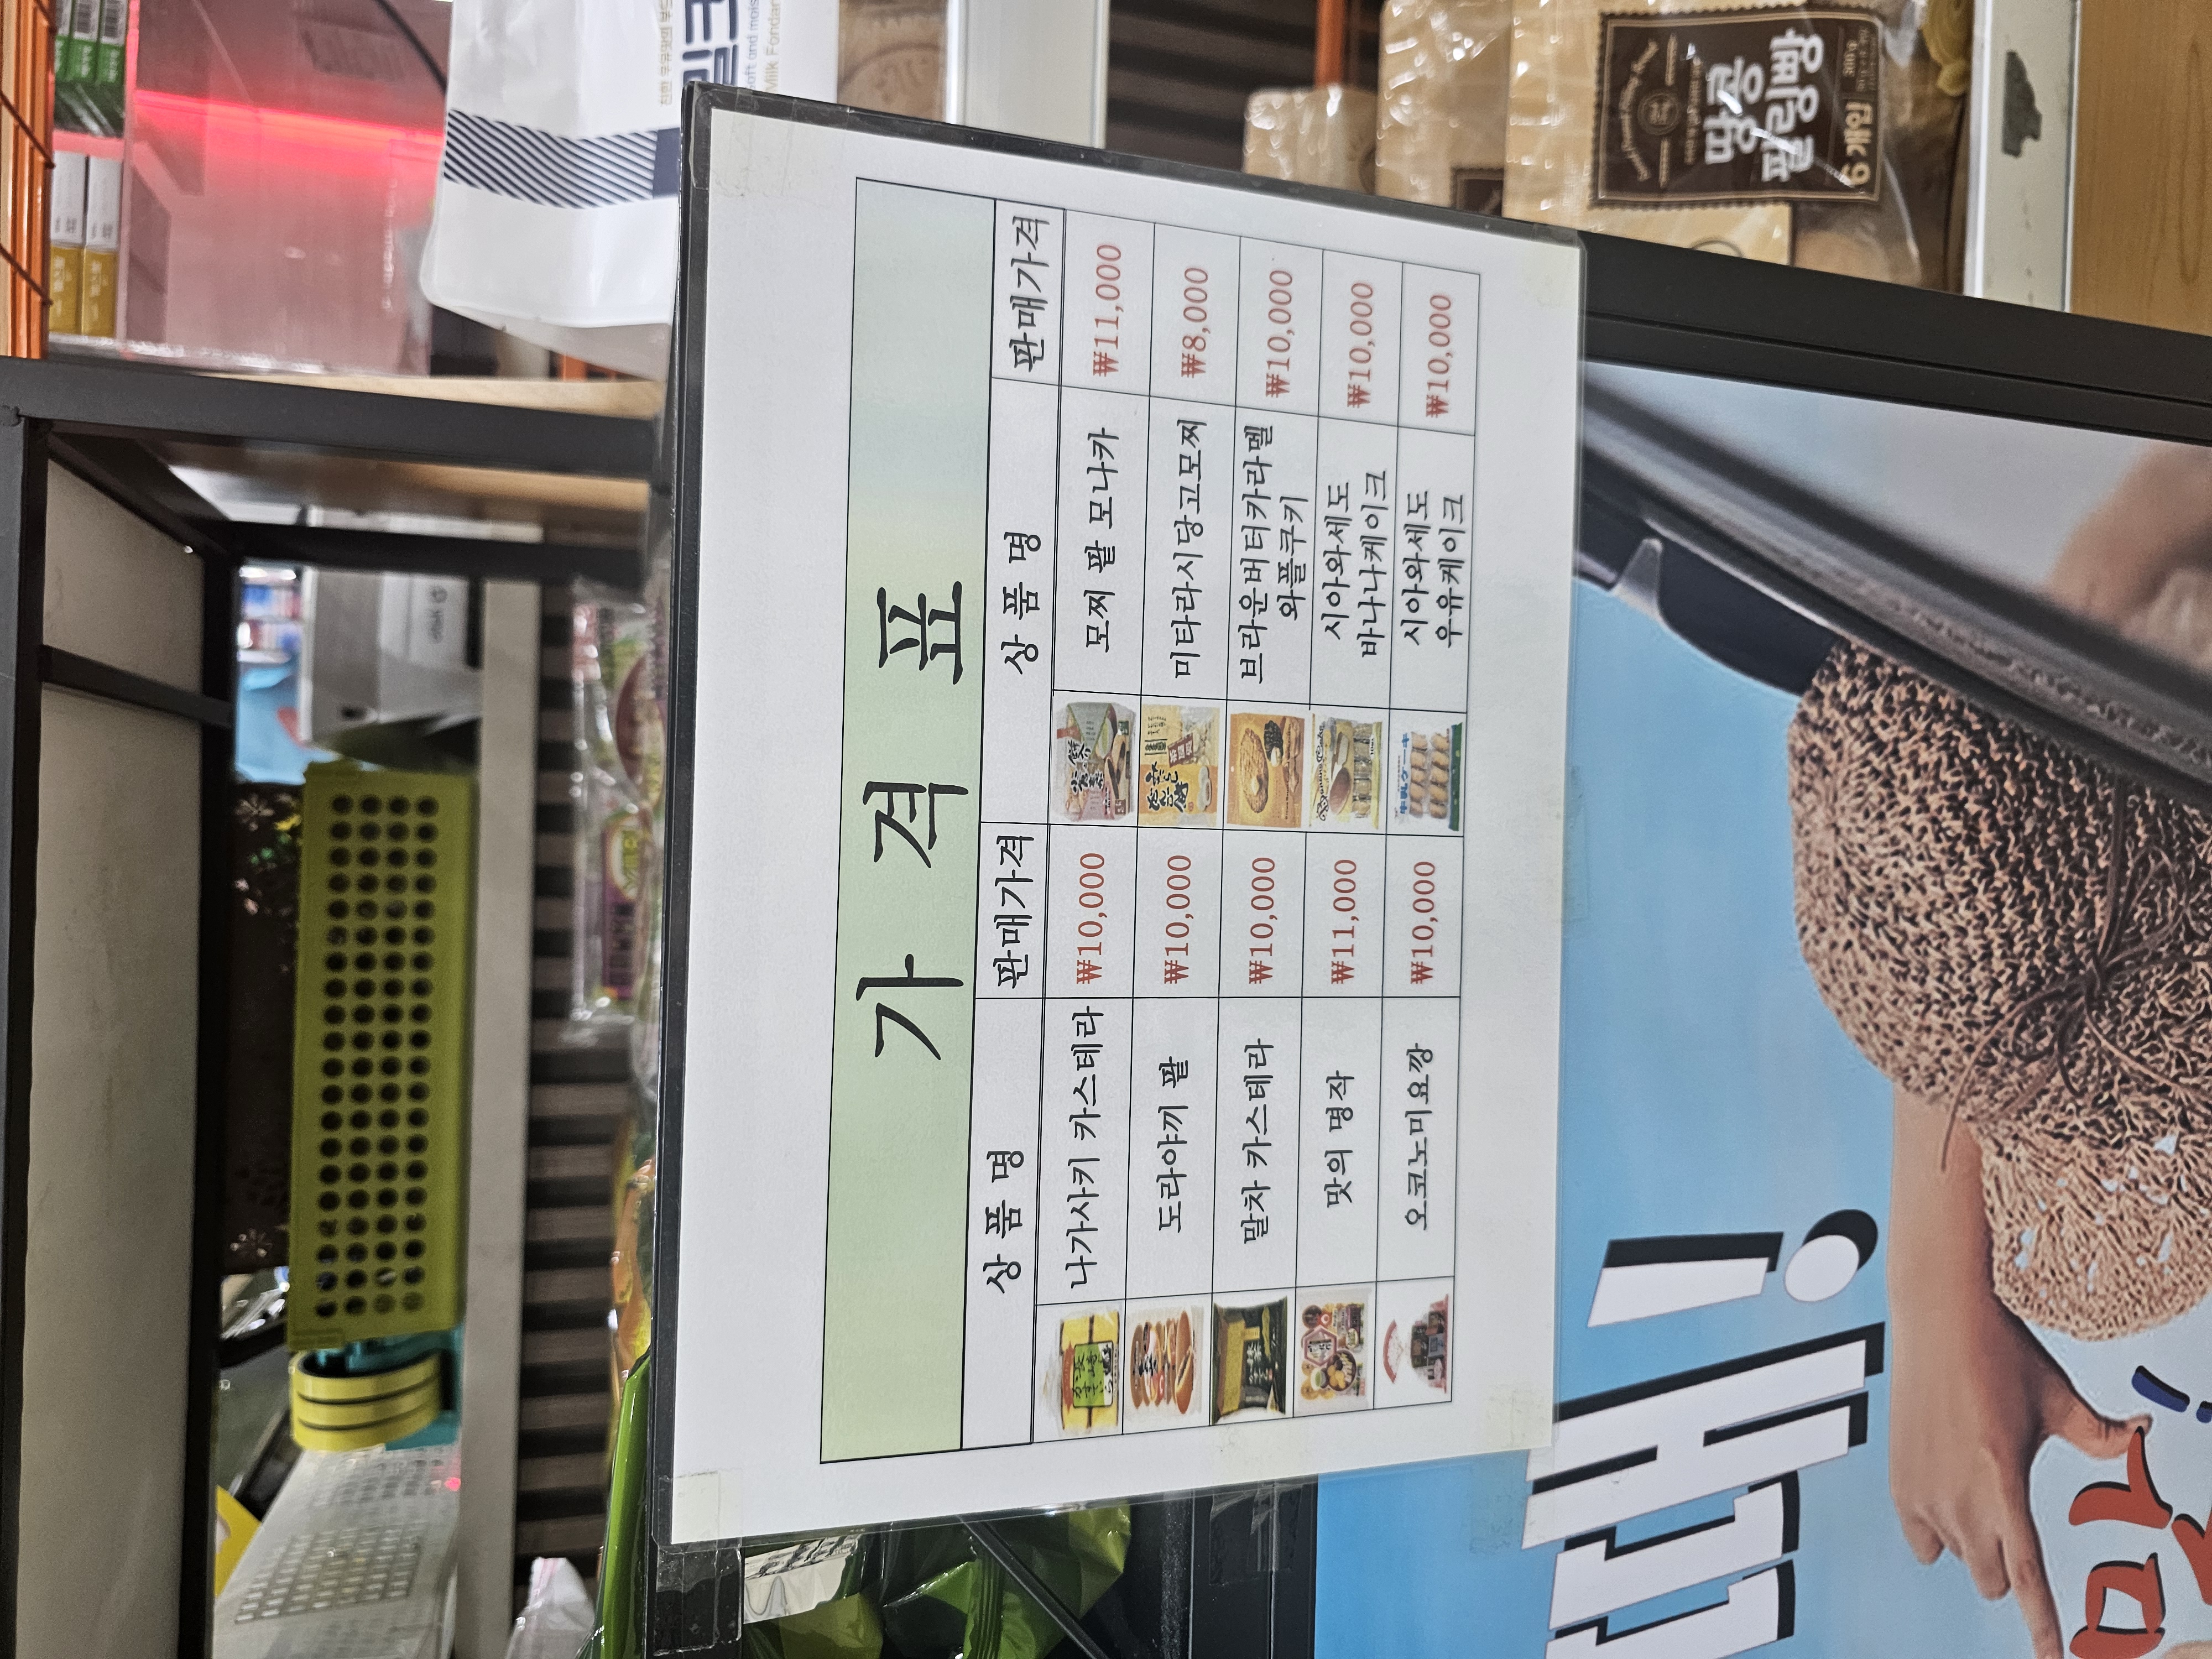 가 격 표
상 품 명 판매가격 상 품 명 판매가격
나가사키 카스테라 ₩10,000 모찌 팥 모나카 ₩11,000
도라야끼 팥 ₩10,000 미타라시당고모찌 ₩8,000
말차 카스테라 ₩10,000 브라운버터카라멜
와플쿠키 ₩10,000
맛의 명작 ₩11,000 시아와세도
바나나케이크 ₩10,000
오코노미요깡 ₩10,000 시아와세도
우유케이크 ₩10,000
밀크
Milk Fondant
6 개입